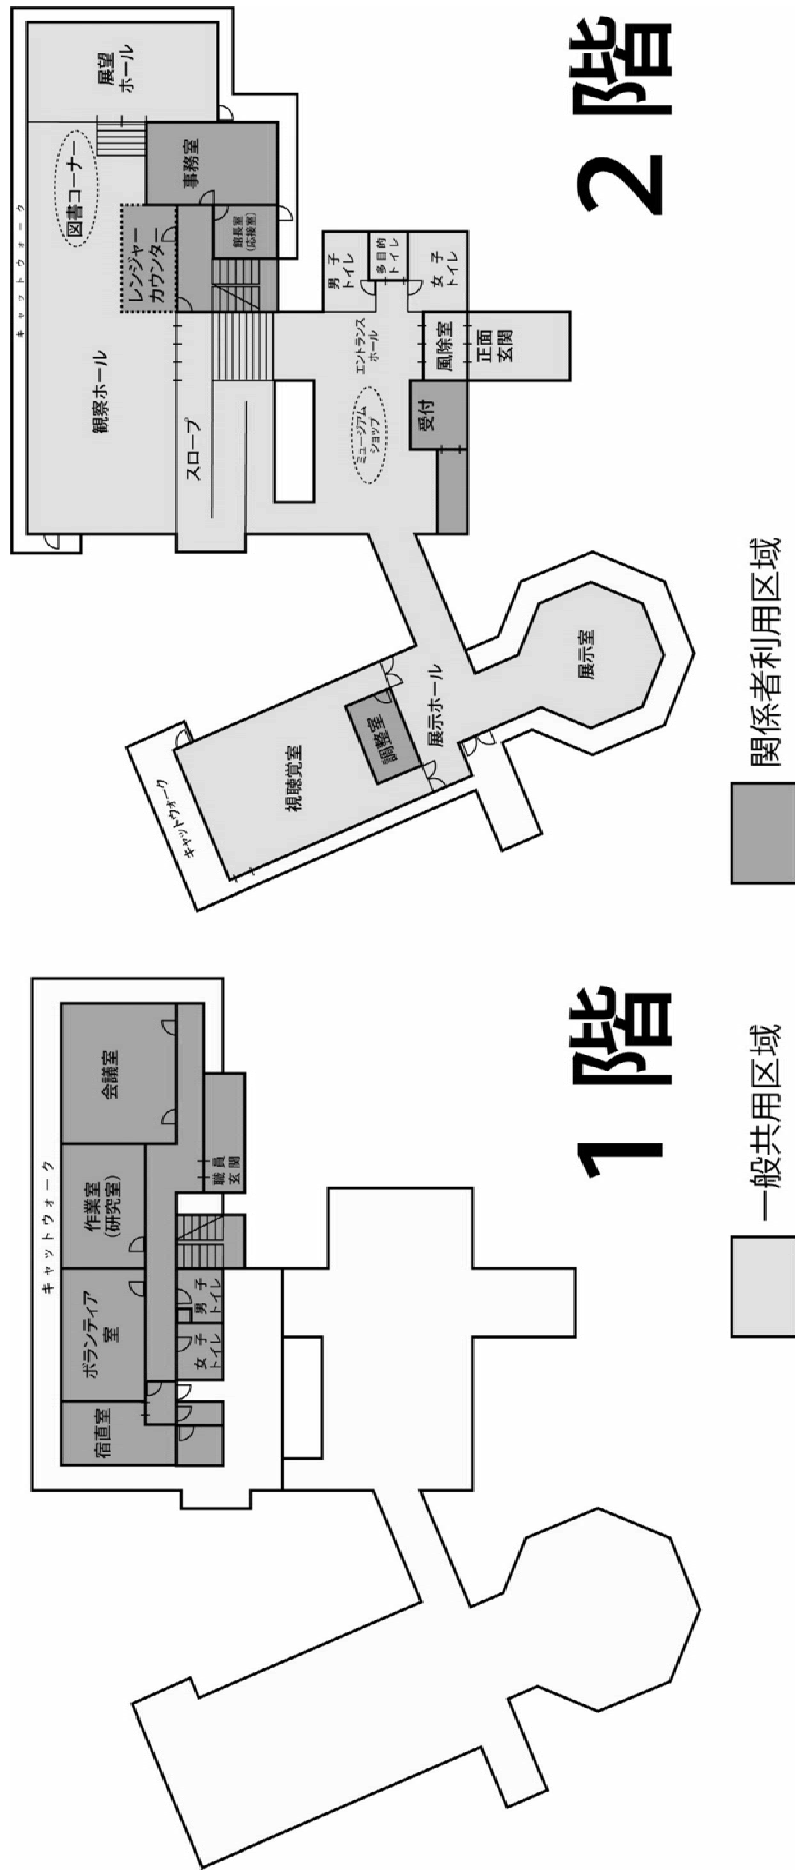 1階
キャットウォーク
宿直室
ボランティア
室
作業室
(研究室)
会議室
女子
トイレ
男子
トイレ
職員
玄関
2階
キャットウォーク
観察ホール
図書コーナー
展望
ホール
レンジャー
カウンター
事務室
館長室
(応接室)
スロープ
男子
トイレ
多目的
トイレ
女子
トイレ
エントランス
ホール
ミュージアム
ショップ
風除室
正面
玄関
受付
キャットウォーク
視聴覚室
調整室
展示ホール
展示室
一般共用区域
関係者利用区域